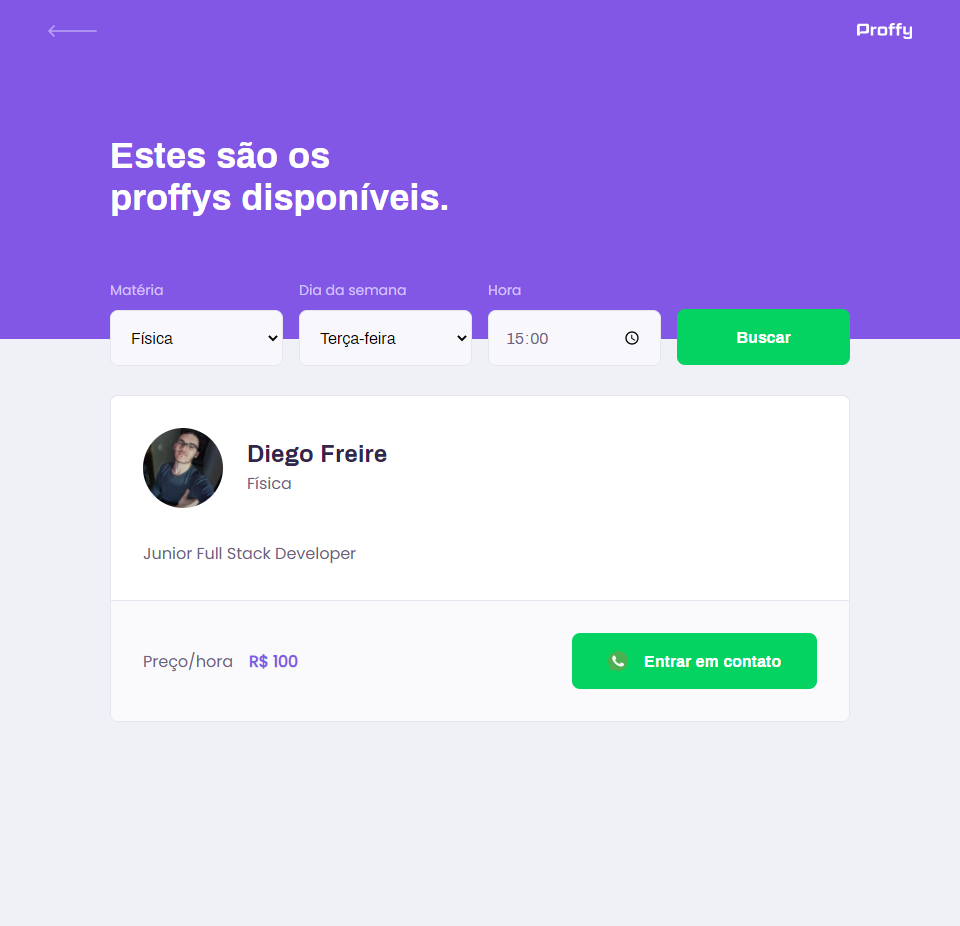 Proffy
Estes são os
proffys disponíveis.
Matéria
Dia da semana
Hora
Física
Terça-feira
15:00
Buscar
Diego Freire
Física
Junior Full Stack Developer
Preço/hora R$ 100
Entrar em contato